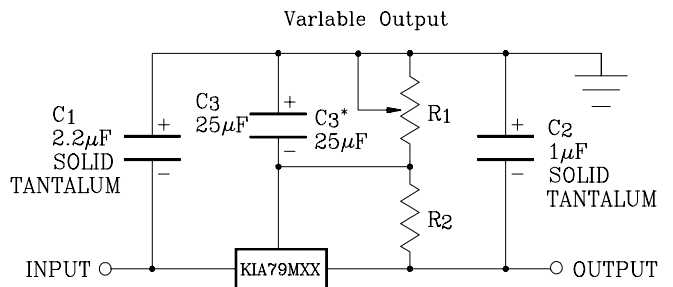 Varlable Output
C1
2.2μF
SOLID
TANTALUM
C3
25μF
C3*
25μF
R1
C2
1μF
SOLID
TANTALUM
R2
INPUT
KIA79MXX
OUTPUT